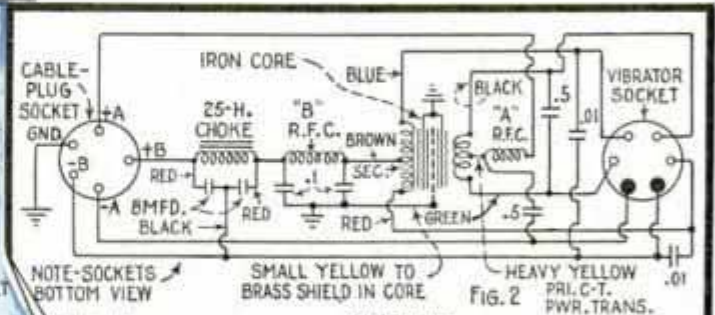 CABLE-
PLUG
SOCKET
+A
GND.
-B
+B
-A
25-H.
CHOKE
RED
8MFD.
BLACK
RED
"B"
R.F.C.
.1
IRON CORE
BLUE
BROWN
SEC.
RED
GREEN
BLACK
"A"
R.F.C.
.5
.5
.01
VIBRATOR
SOCKET
.01
NOTE-SOCKETS
BOTTOM VIEW
SMALL YELLOW TO
BRASS SHIELD IN CORE
FIG. 2
HEAVY YELLOW
PRI. C-T.
PWR. TRANS.